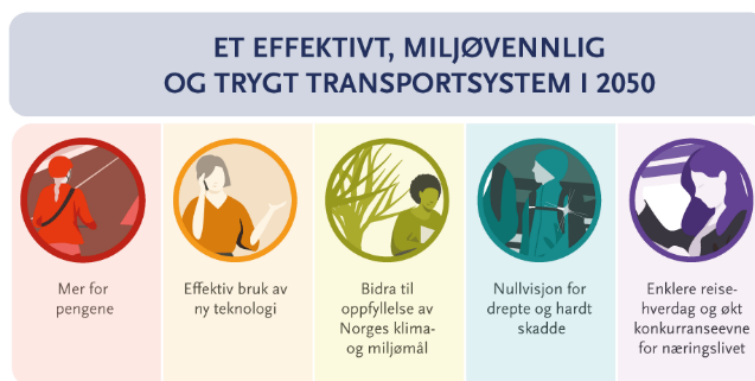 ET EFFEKTIVT, MILJØVENNLIG
OG TRYGT TRANSPORTSYSTEM I 2050
Mer for
pengene
Effektiv bruk av
ny teknologi
Bidra til
oppfyllelse av
Norges klima-
og miljømål
Nullvisjon for
drepte og hardt
skadde
Enklere reise-
hverdag og økt
konkurranseevne
for næringslivet